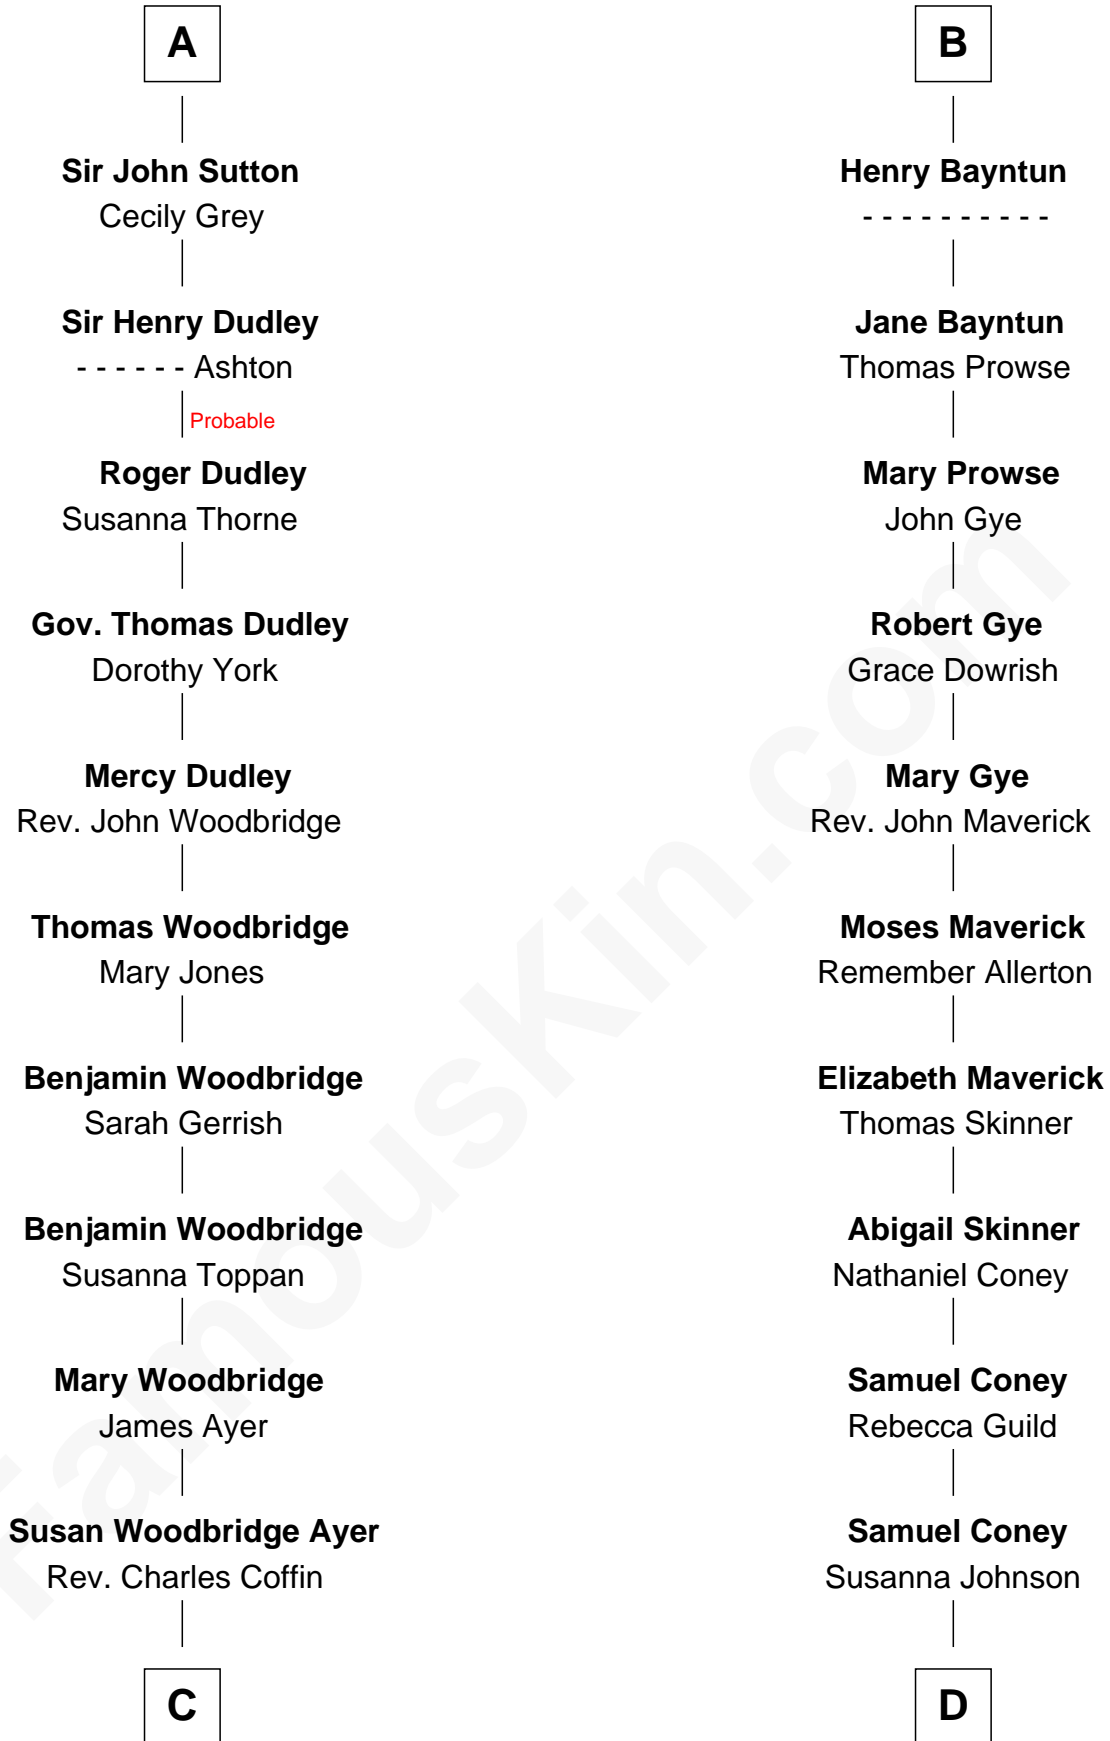 A
Sir John Sutton
Cecily Grey
Sir Henry Dudley
- - - - - - Ashton
Probable
Roger Dudley
Susanna Thorne
Gov. Thomas Dudley
Dorothy York
Mercy Dudley
Rev. John Woodbridge
Thomas Woodbridge
Mary Jones
Benjamin Woodbridge
Sarah Gerrish
Benjamin Woodbridge
Susanna Toppan
Mary Woodbridge
James Ayer
Susan Woodbridge Ayer
Rev. Charles Coffin
C
B
Henry Bayntun
- - - - - - - - - -
Jane Bayntun
Thomas Prowse
Mary Prowse
John Gye
Robert Gye
Grace Dowrish
Mary Gye
Rev. John Maverick
Moses Maverick
Remember Allerton
Elizabeth Maverick
Thomas Skinner
Abigail Skinner
Nathaniel Coney
Samuel Coney
Rebecca Guild
Samuel Coney
Susanna Johnson
D
FamousKin.com